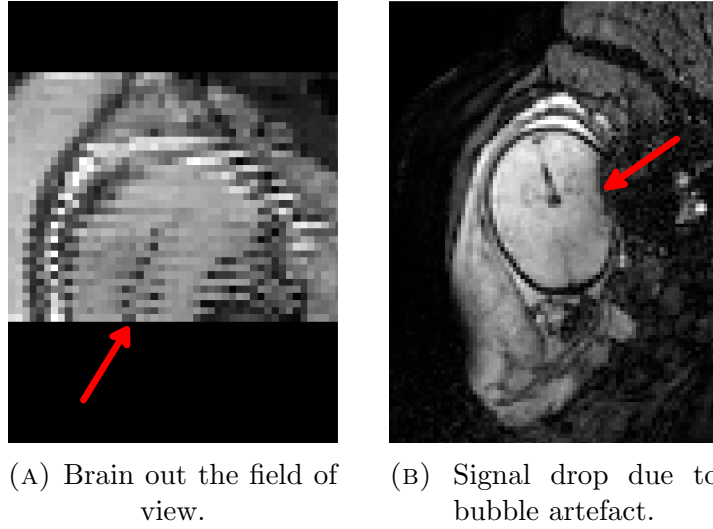 (A) Brain out the field of
view.
(B) Signal drop due to
bubble artefact.